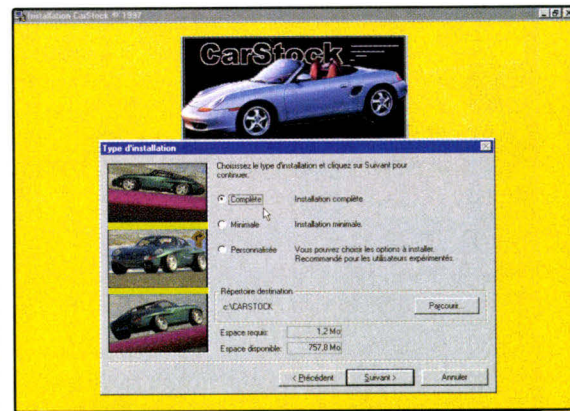 Installation CarStock © 1997
CarStock
Type d'installation
Choisissez le type d'installation et cliquez sur Suivant pour
continuer.
Complète Installation complète.
Minimale Installation minimale.
Personnalisée Vous pouvez choisir les options à installer.
Recommandé pour les utilisateurs expérimentés.
Répertoire destination
c:\CARSTOCK Parcourir...
Espace requis: 1,2 Mo
Espace disponible: 757,8 Mo
< Précédent Suivant > Annuler